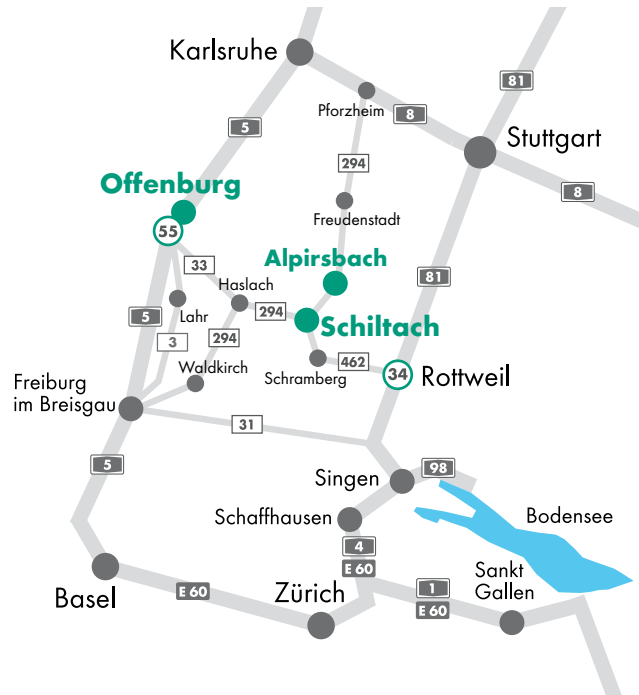 Karlsruhe
81
Pforzheim
8
5
Stuttgart
294
Offenburg
8
Freudenstadt
55
33
Alpirsbach
81
Haslach
5
Lahr
294
Schiltach
3
294
Waldkirch
Schramberg
462
34
Rottweil
Freiburg
im Breisgau
31
5
98
Singen
Schaffhausen
Bodensee
4
E 60
Basel
E 60
Zürich
1
E 60
Sankt
Gallen